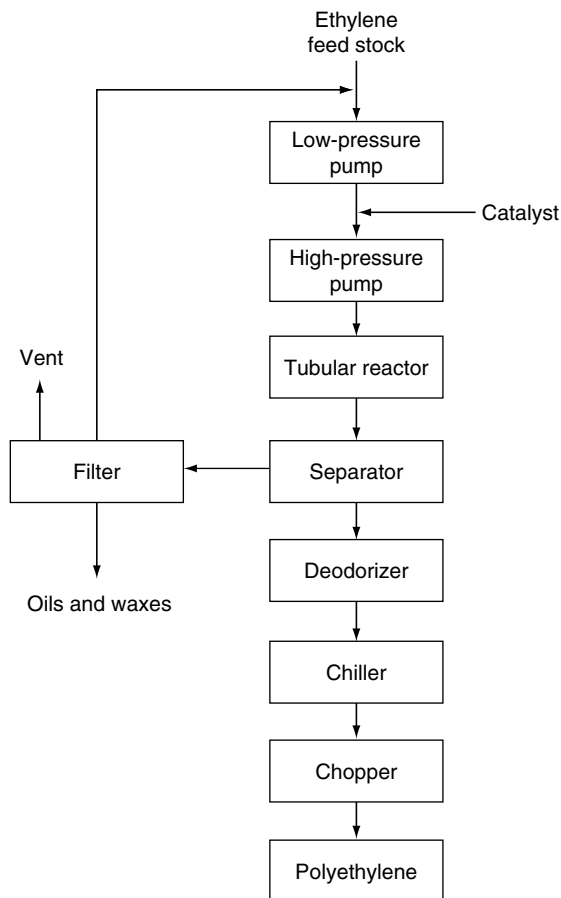 Ethylene
feed stock
Low-pressure
pump
Catalyst
High-pressure
pump
Vent
Tubular reactor
Filter
Separator
Oils and waxes
Deodorizer
Chiller
Chopper
Polyethylene